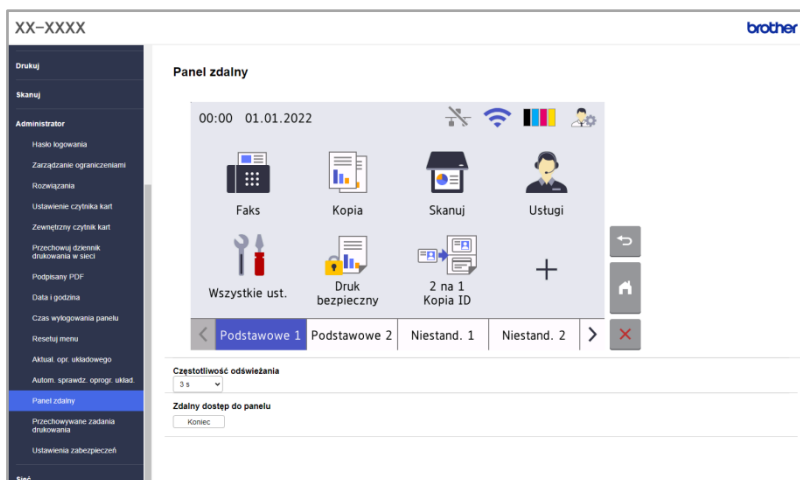 XX-XXXX
brother
Drukuj
Skanuj
Administrator
Hasło logowania
Zarządzanie ograniczeniami
Rozwiązania
Ustawienie czytnika kart
Zewnętrzny czytnik kart
Przechowuj dziennik
drukowania w sieci
Podpisany PDF
Data i godzina
Czas wylogowania panelu
Resetuj menu
Aktual. opr. układowego
Autom. sprawdz. oprogr. układ.
Panel zdalny
Przechowywane zadania
drukowania
Ustawienia zabezpieczeń
Sieć
Panel zdalny
00:00 01.01.2022
Faks
Kopia
Skanuj
Usługi
Wszystkie ust.
Druk
bezpieczny
2 na 1
Kopia ID
Podstawowe 1
Podstawowe 2
Niestand. 1
Niestand. 2
Częstotliwość odświeżania
3 s
Zdalny dostęp do panelu
Koniec